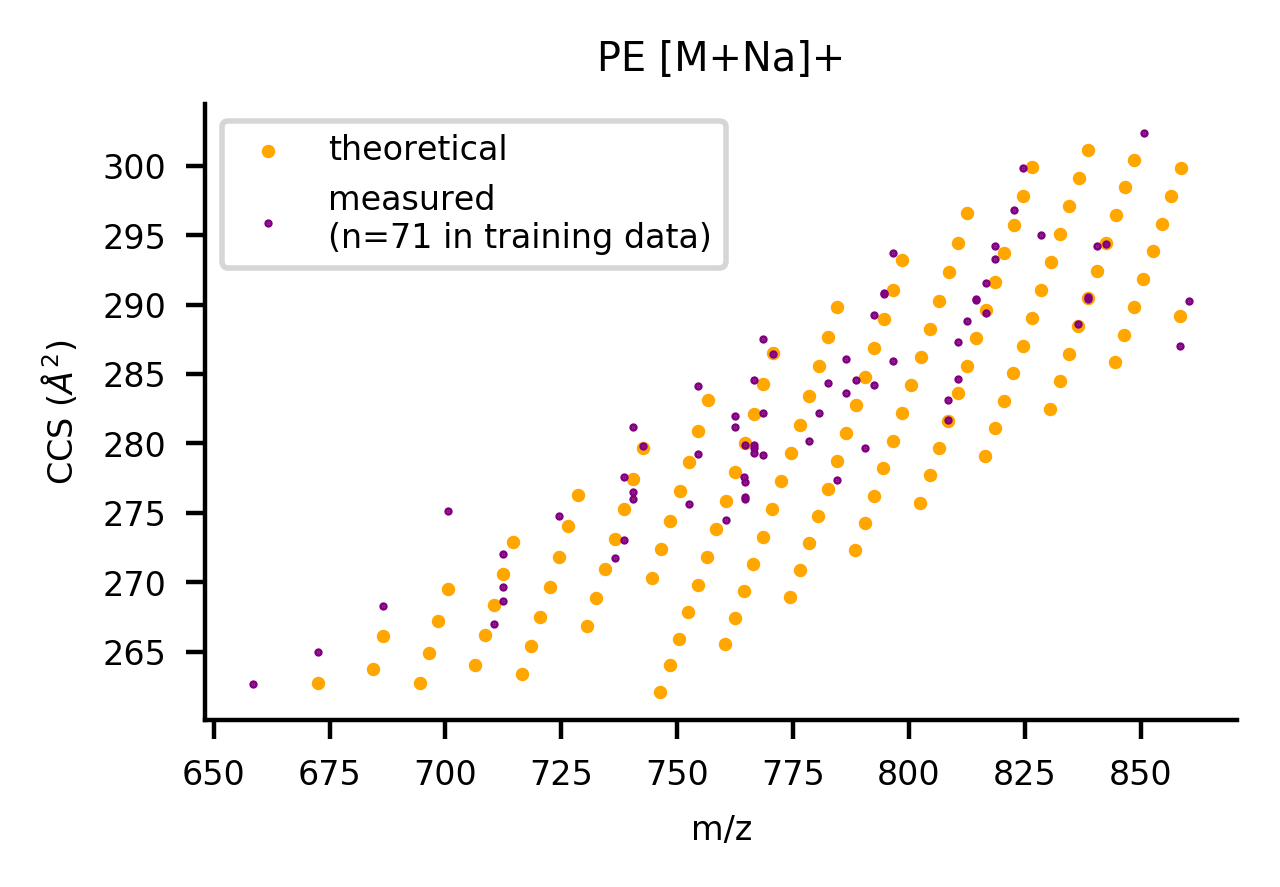 PE [M+Na]+
theoretical
measured
(n=71 in training data)
CCS (Å²)
300
295
290
285
280
275
270
265
650 675 700 725 750 775 800 825 850
m/z